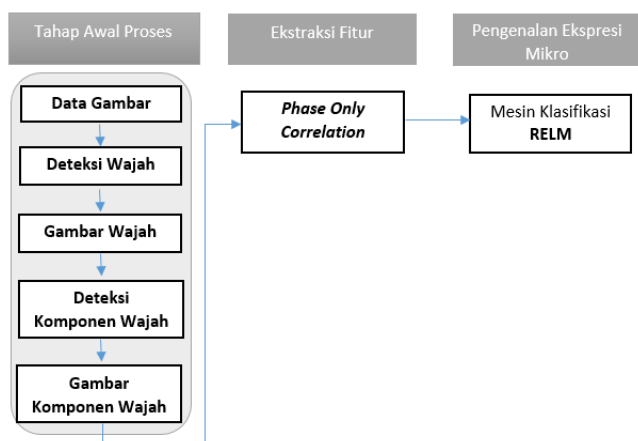 Tahap Awal Proses
Ekstraksi Fitur
Pengenalan Ekspresi
Mikro
Data Gambar
Deteksi Wajah
Gambar Wajah
Deteksi
Komponen Wajah
Gambar
Komponen Wajah
Phase Only
Correlation
Mesin Klasifikasi
RELM